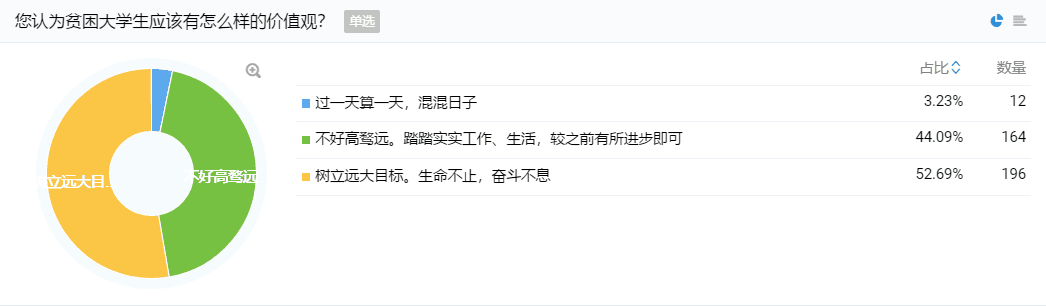 您认为贫困大学生应该有怎么样的价值观? 单选
占比 数量
过一天算一天，混混日子 3.23% 12
不好高骛远。踏踏实实工作、生活，较之前有所进步即可 44.09% 164
树立远大目标。生命不止，奋斗不息 52.69% 196
立远大目...
不好高骛远